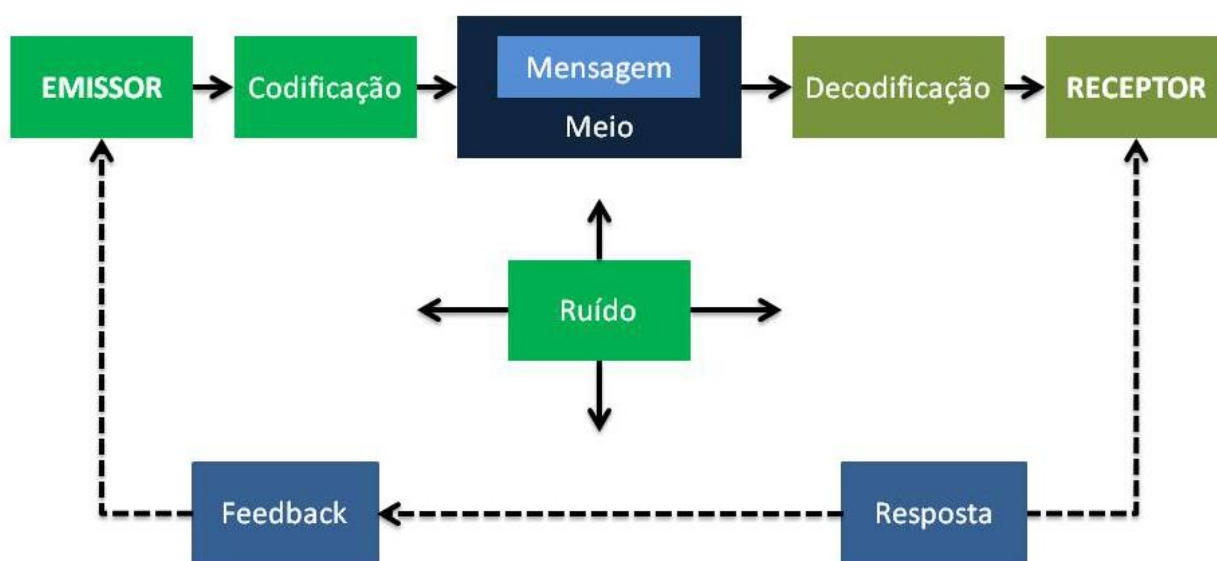 EMISSOR
Codificação
Mensagem
Meio
Decodificação
RECEPTOR
Ruído
Feedback
Resposta